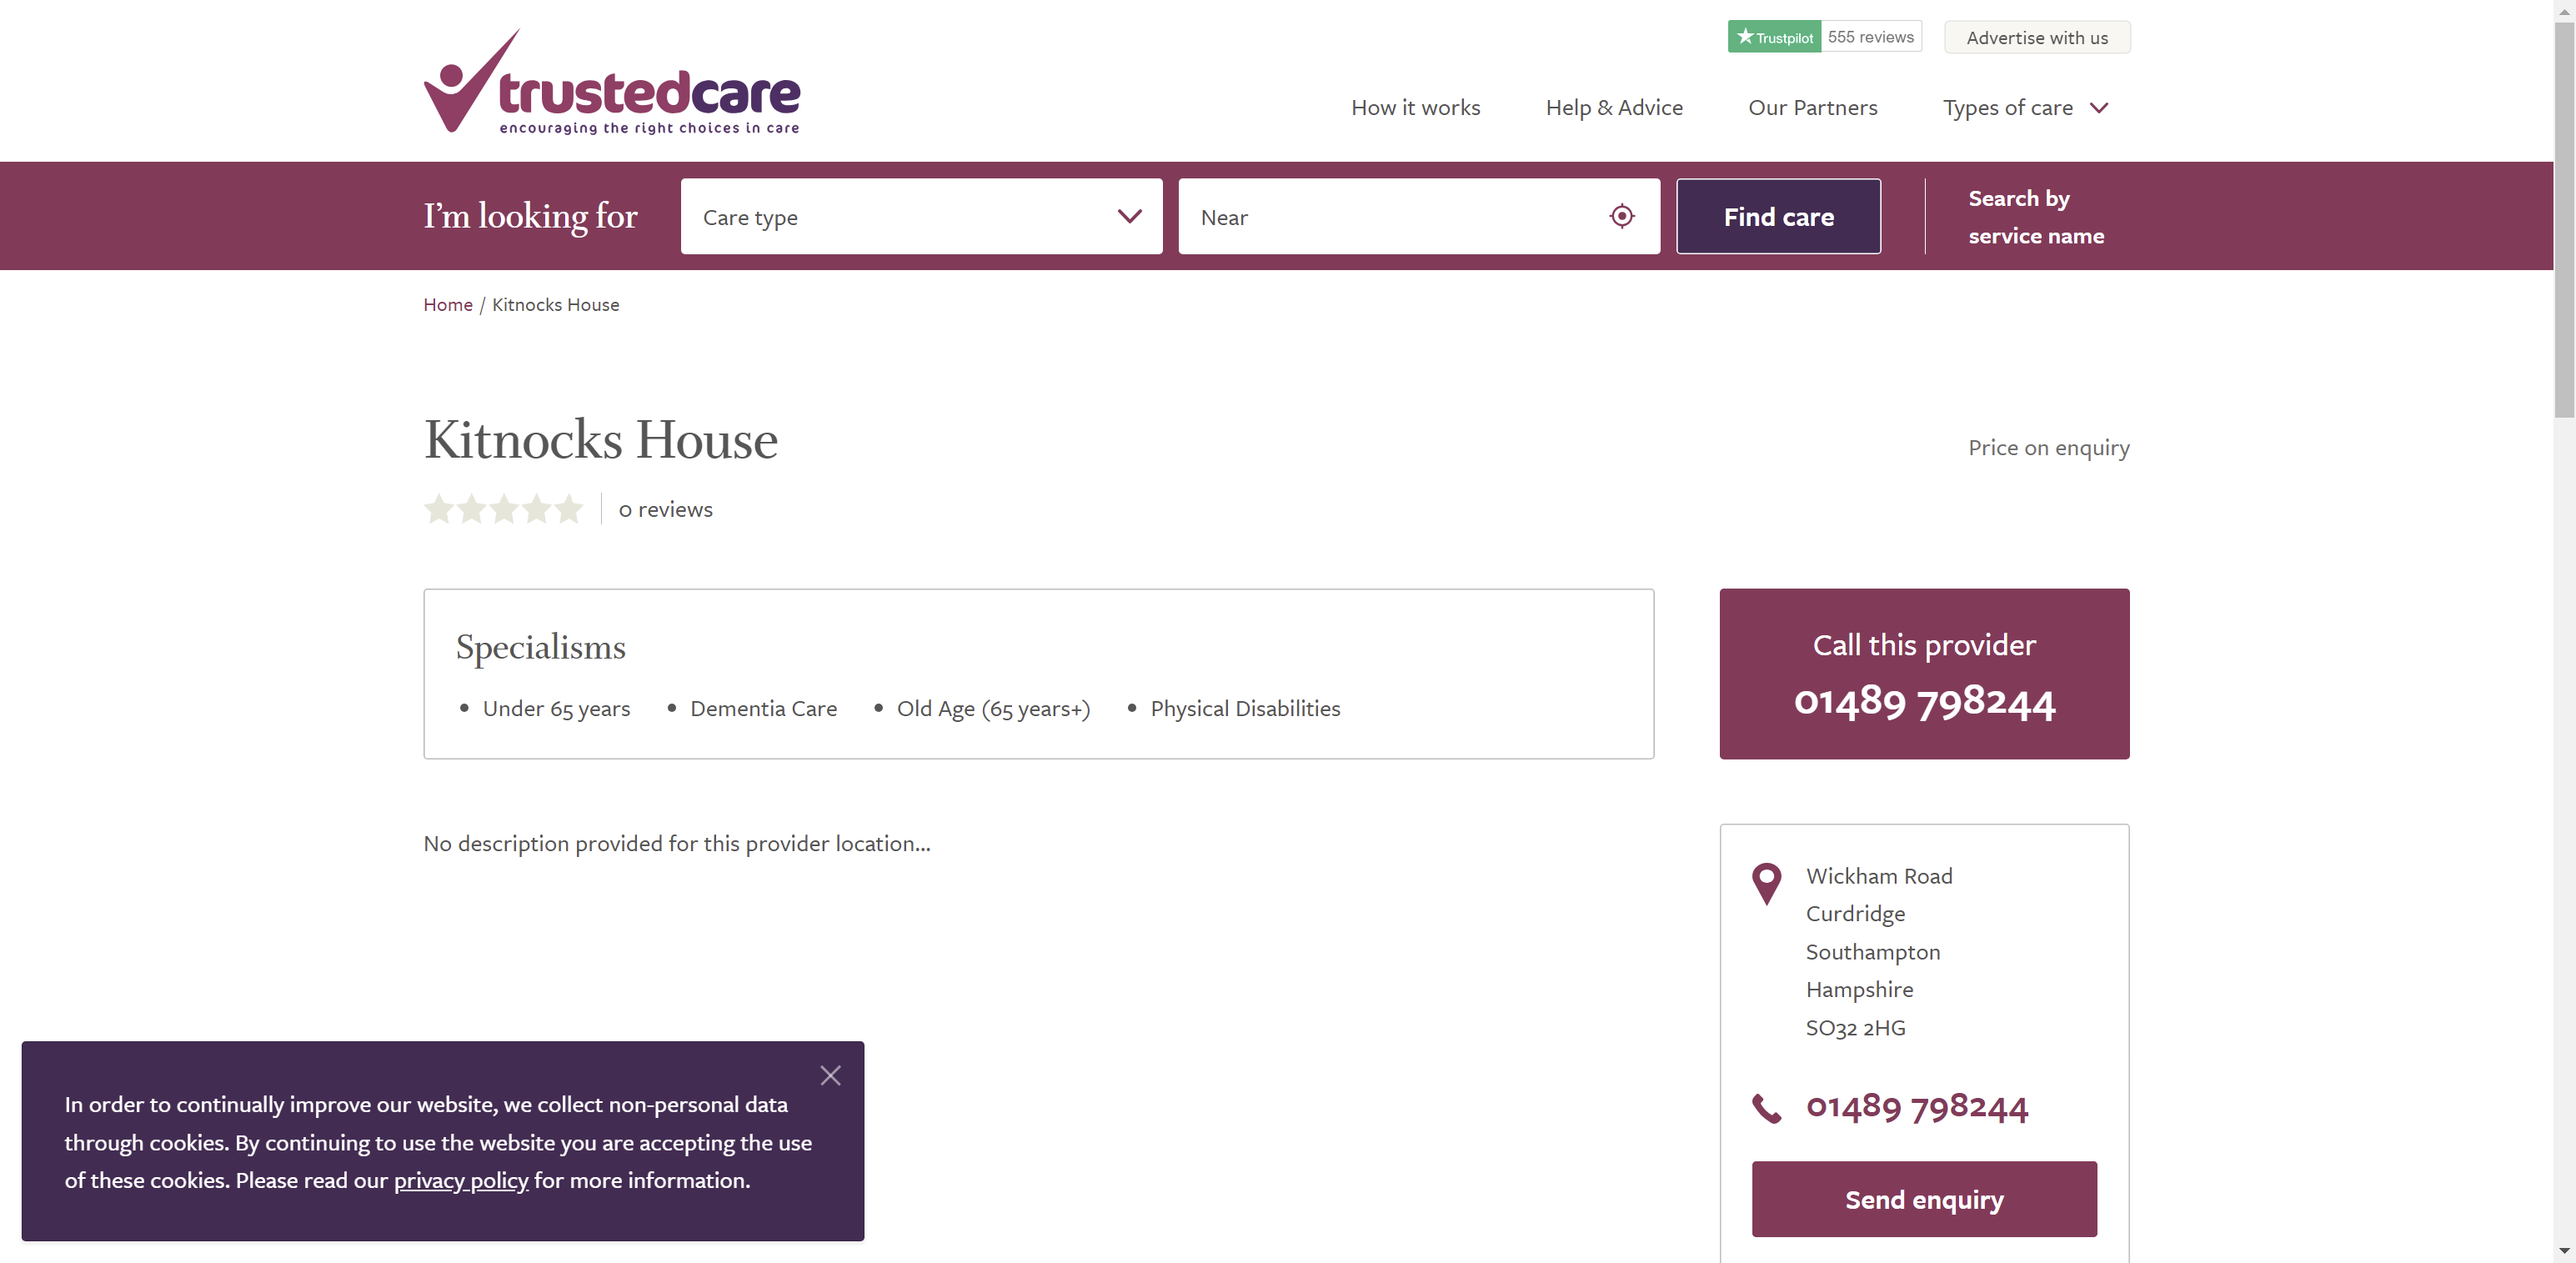 Trustpilot 555 reviews
Advertise with us
trustedcare
encouraging the right choices in care
How it works
Help & Advice
Our Partners
Types of care
I'm looking for
Care type
Near
Find care
Search by
service name
Home / Kitnocks House
Kitnocks House
Price on enquiry
0 reviews
Specialisms
• Under 65 years • Dementia Care • Old Age (65 years+) • Physical Disabilities
Call this provider
01489 798244
No description provided for this provider location...
Wickham Road
Curdridge
Southampton
Hampshire
SO32 2HG
01489 798244
Send enquiry
In order to continually improve our website, we collect non-personal data
through cookies. By continuing to use the website you are accepting the use
of these cookies. Please read our privacy policy for more information.